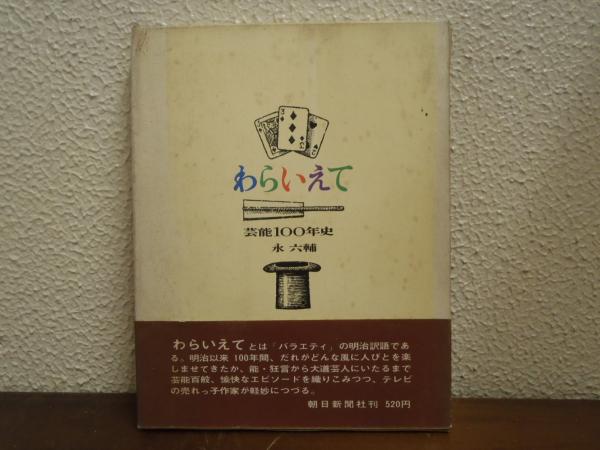 わらいえて
芸能100年史
永 六輔
わらいえてとは「バラエティ」の明治訳語であ
る。明治以来 100年間、だれがどんな風に人びとを楽
しませてきたか、能・狂言から大道芸人にいたるまで
芸能百般、愉快なエピソードを織りこみつつ、テレビ
の売れっ子作家が軽妙につづる。
朝日新聞社刊 520円